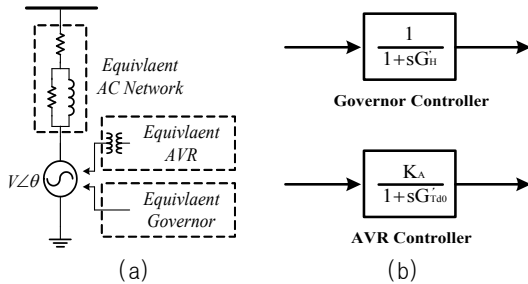 Equivlaent
AC Network
Equivlaent
AVR
V∠θ
Equivlaent
Governor
(a)
1
1+sG'H
Governor Controller
KA
1+sG'Td0
AVR Controller
(b)